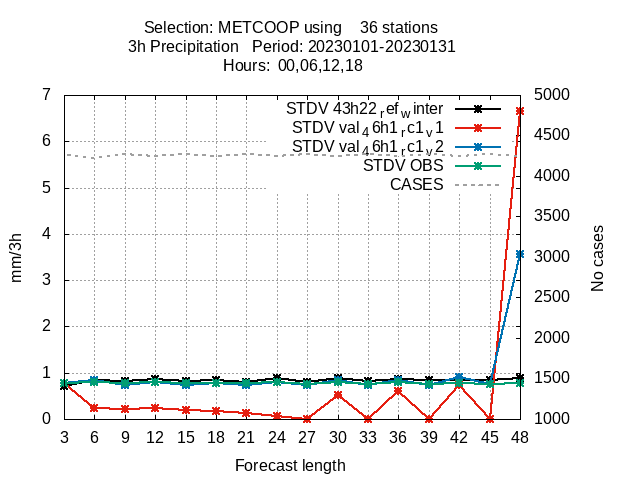 Selection: METCOOP using 36 stations
3h Precipitation Period: 20230101-20230131
Hours: 00,06,12,18
7 5000
STDV 43h22refwinter
STDV val46h1rc1v1
6 4500
STDV val46h1rc1v2
STDV OBS
CASES
5 4000
3500
4
3000
3
2500
2
2000
1 1500
0 1000
mm/3h
No cases
3 6 9 12 15 18 21 24 27 30 33 36 39 42 45 48
Forecast length